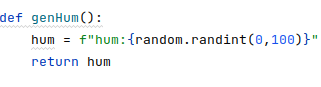 def genHum():
    hum = f"hum:{random.randint(0,100)}"
    return hum